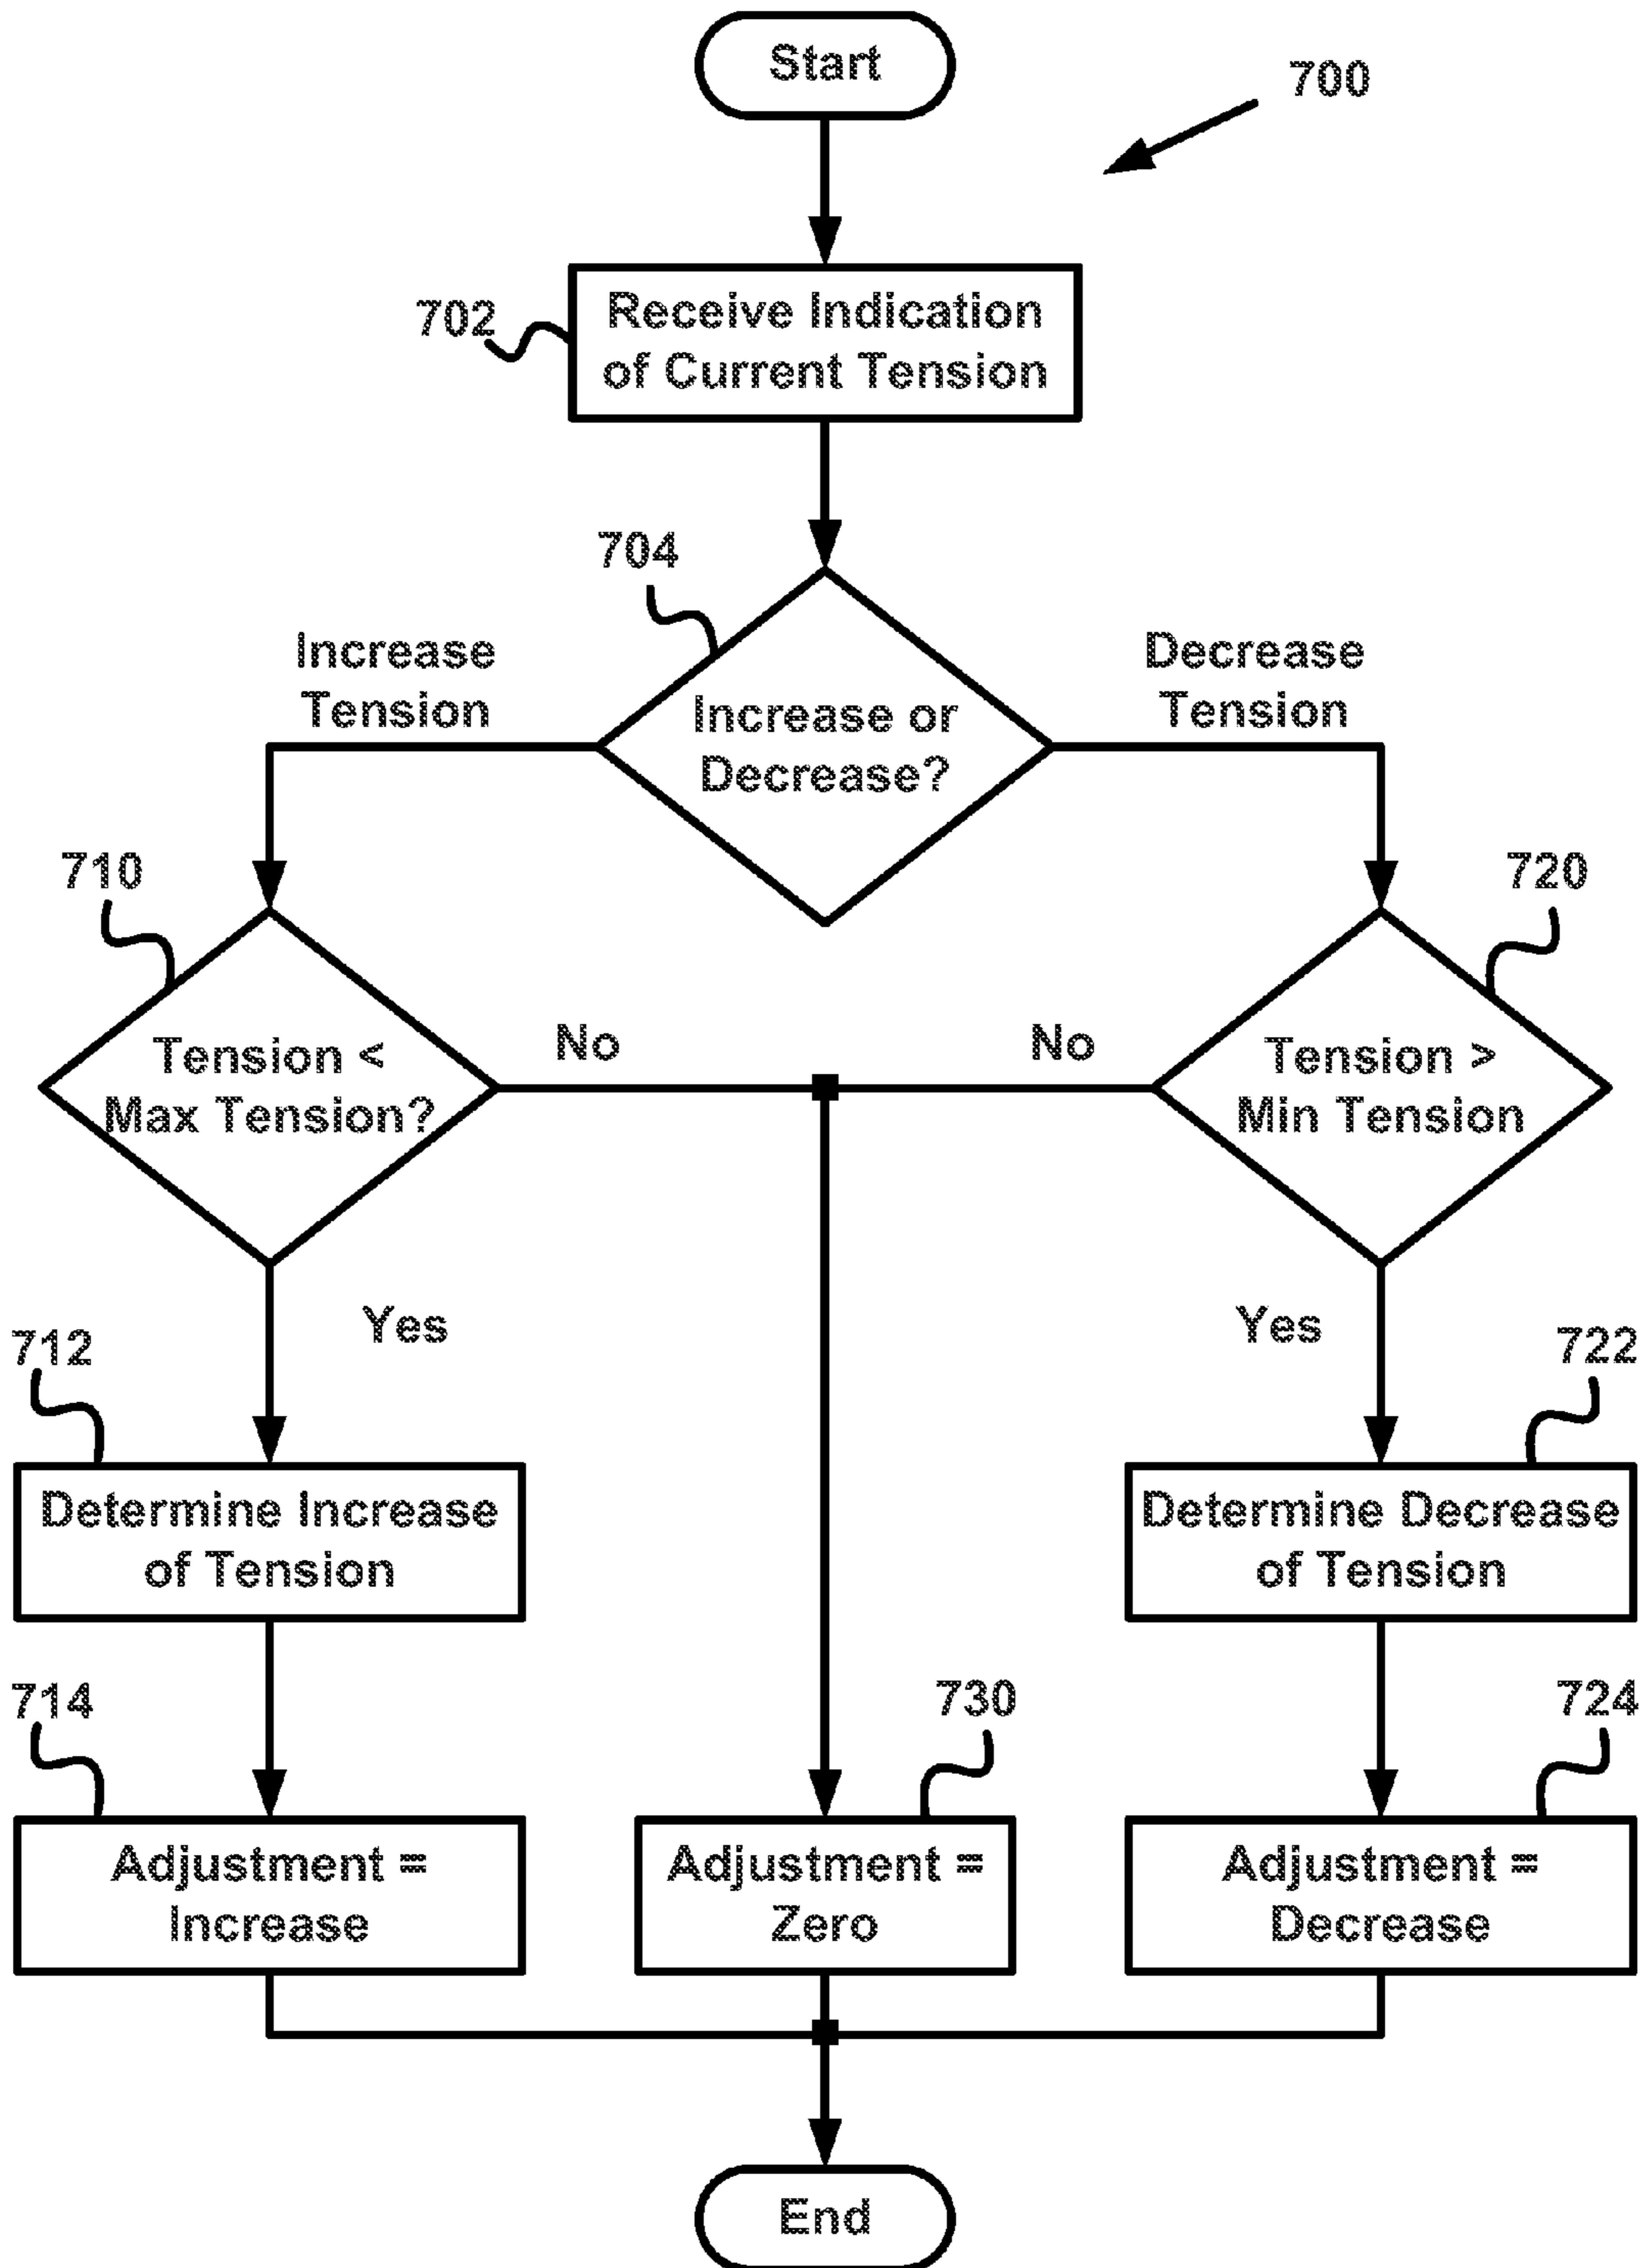 Start
700
702
Receive Indication
of Current Tension
704
Increase
Tension
Decrease
Tension
Increase or
Decrease?
710
720
Tension <
Max Tension?
No
No
Tension >
Min Tension
Yes
Yes
712
722
Determine Increase
of Tension
Determine Decrease
of Tension
714
730
724
Adjustment =
Increase
Adjustment =
Zero
Adjustment =
Decrease
End